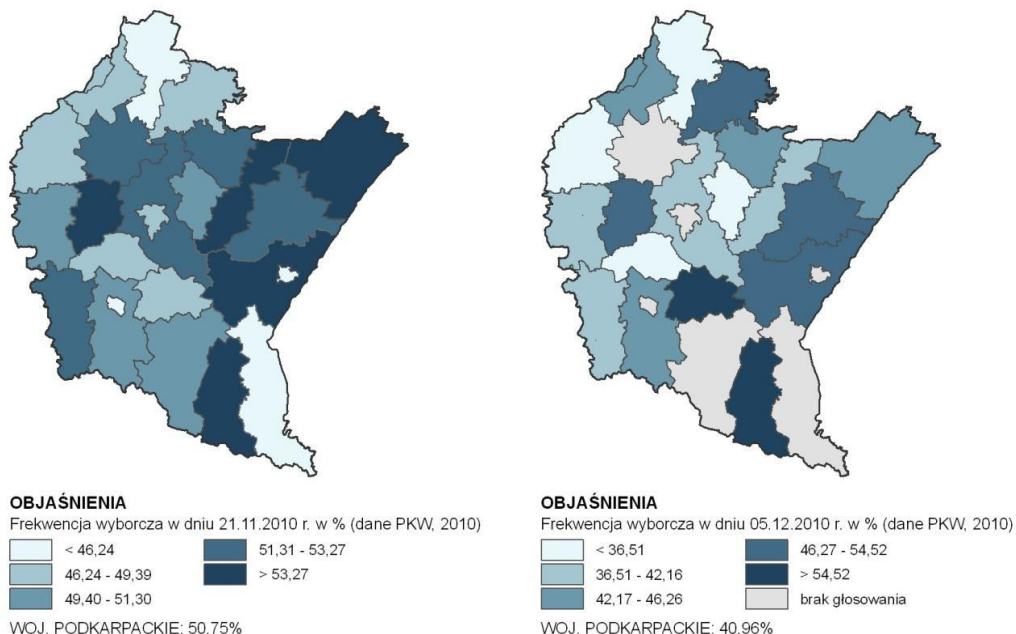 OBJAŚNIENIA
Frekwencja wyborcza w dniu 21.11.2010 r. w % (dane PKW, 2010)
< 46,24
46,24 - 49,39
49,40 - 51,30
51,31 - 53,27
> 53,27
WOJ. PODKARPACKIE: 50.75%
OBJAŚNIENIA
Frekwencja wyborcza w dniu 05.12.2010 r. w % (dane PKW, 2010)
< 36,51
36,51 - 42,16
42,17 - 46,26
46,27 - 54,52
> 54,52
brak głosowania
WOJ. PODKARPACKIE: 40.96%